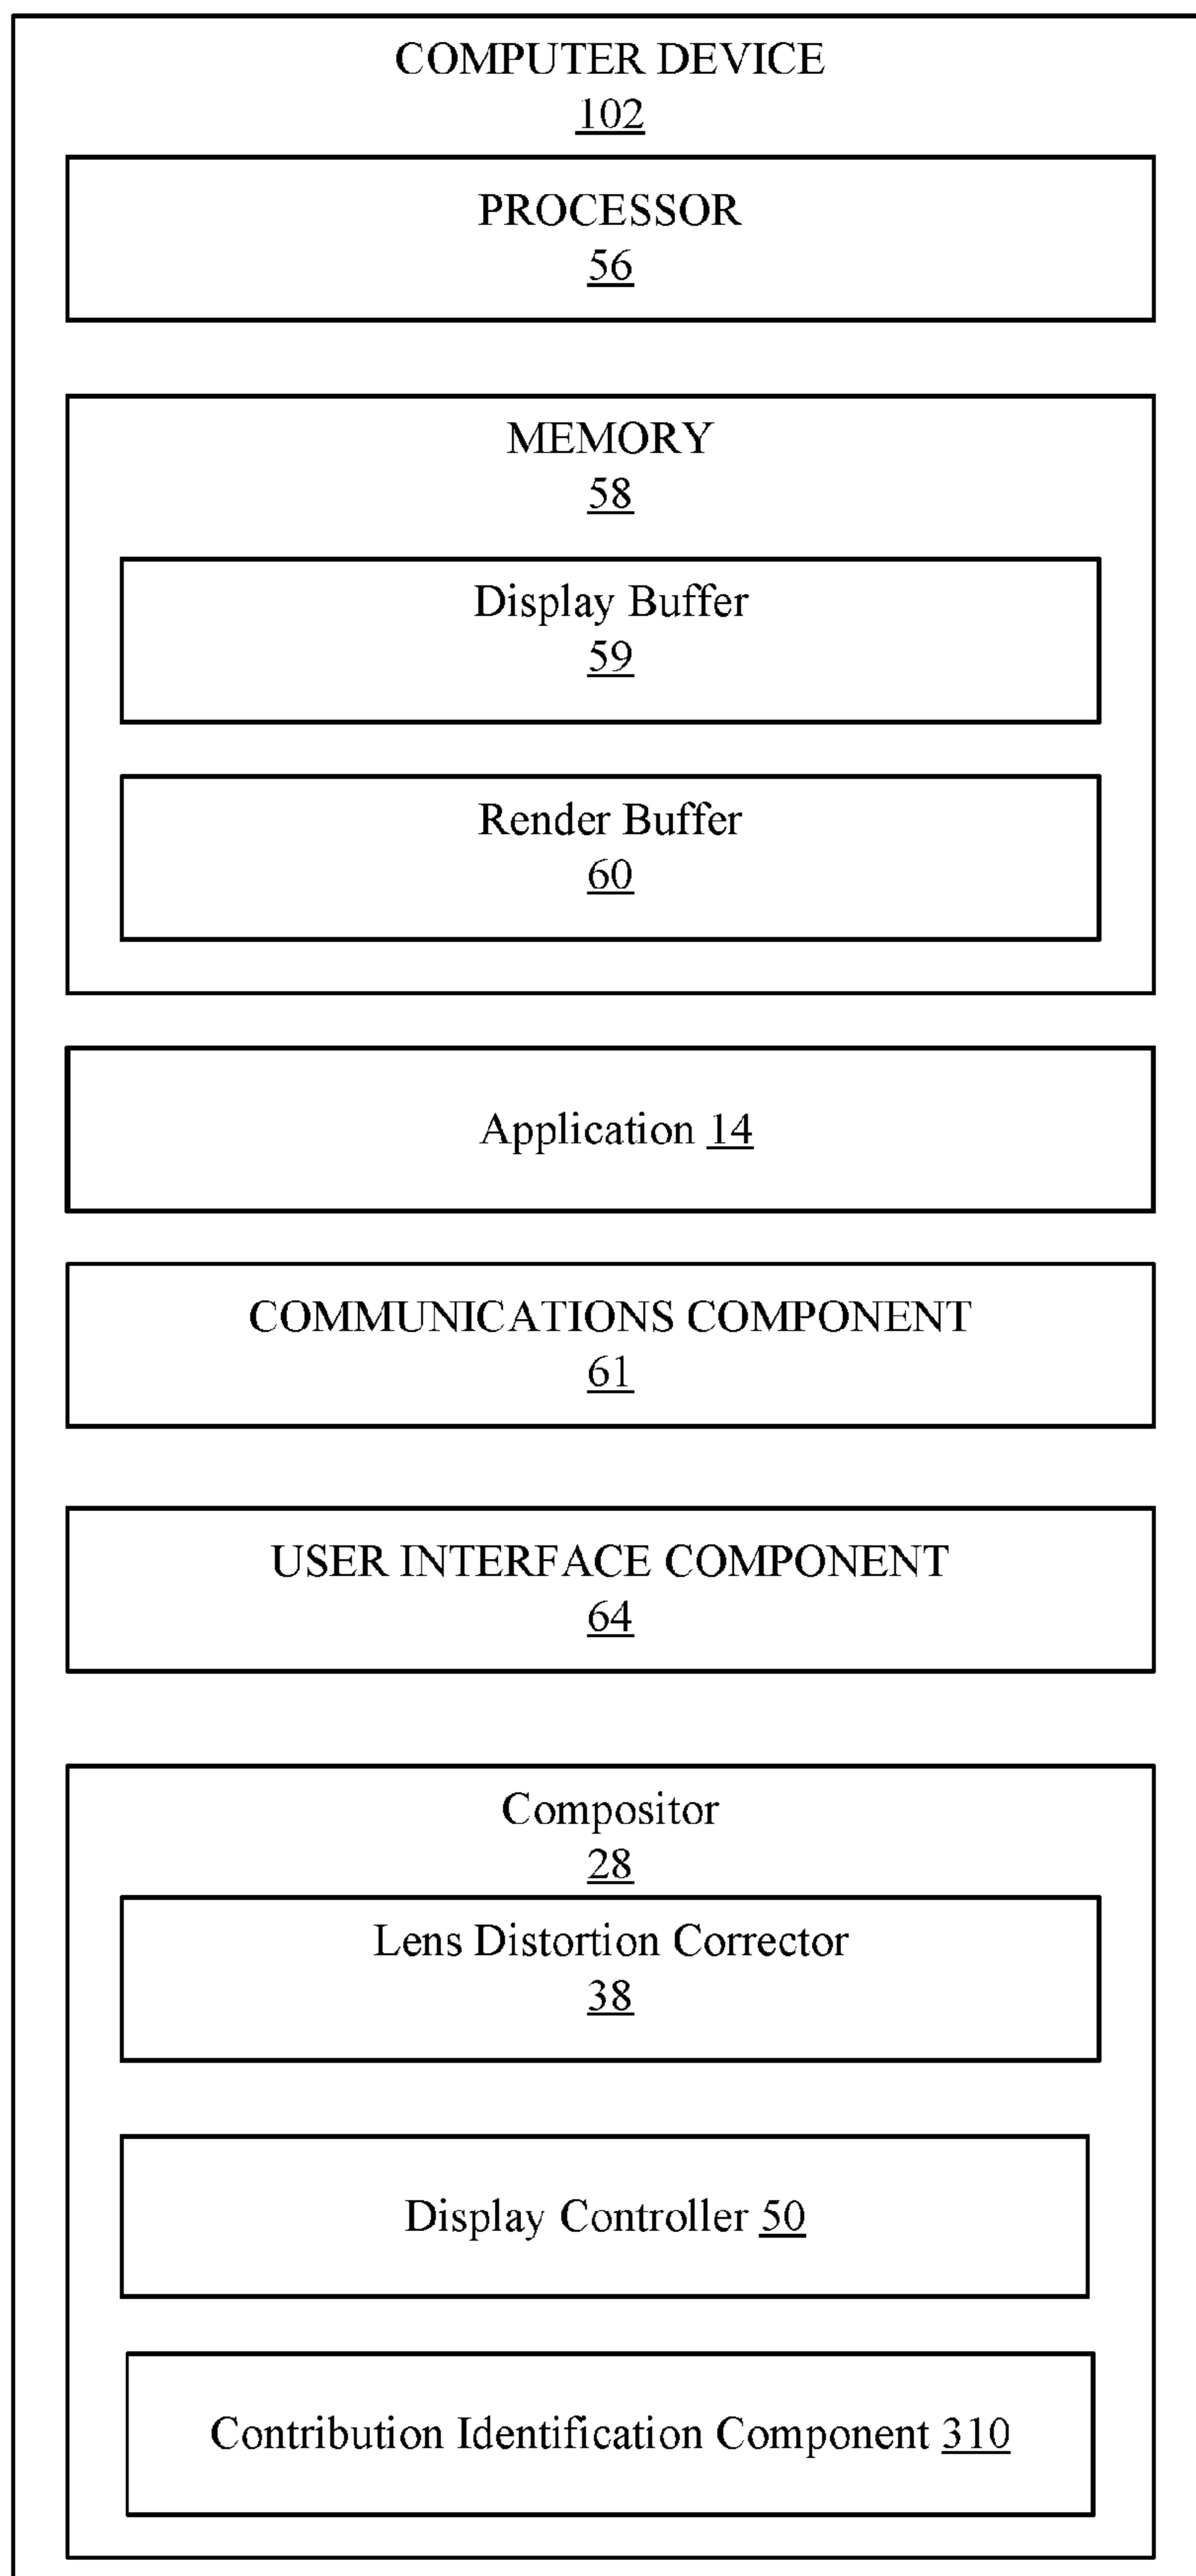 COMPUTER DEVICE
102
PROCESSOR
56
MEMORY
58
Display Buffer
59
Render Buffer
60
Application 14
COMMUNICATIONS COMPONENT
61
USER INTERFACE COMPONENT
64
Compositor
28
Lens Distortion Corrector
38
Display Controller 50
Contribution Identification Component 310